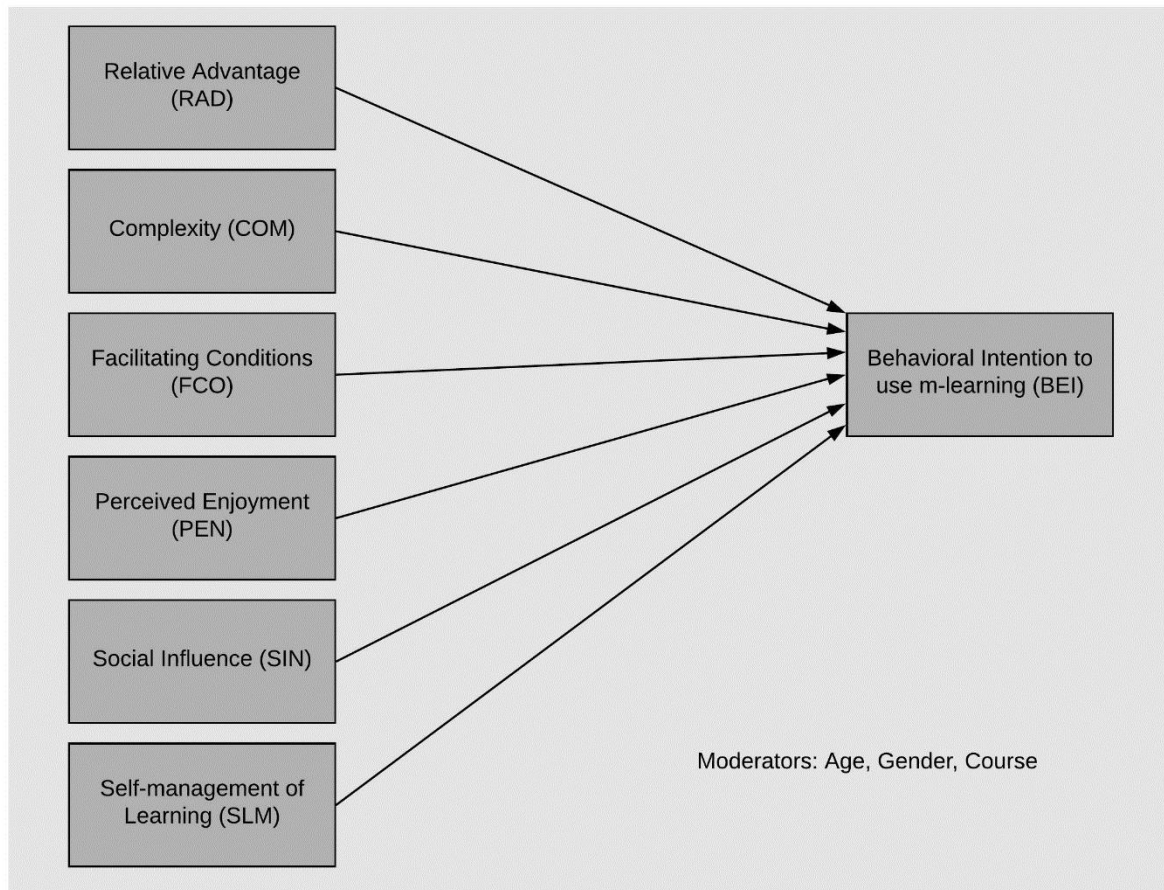 Relative Advantage
(RAD)
Complexity (COM)
Facilitating Conditions
(FCO)
Perceived Enjoyment
(PEN)
Social Influence (SIN)
Self-management of
Learning (SLM)
Behavioral Intention to
use m-learning (BEI)
Moderators: Age, Gender, Course